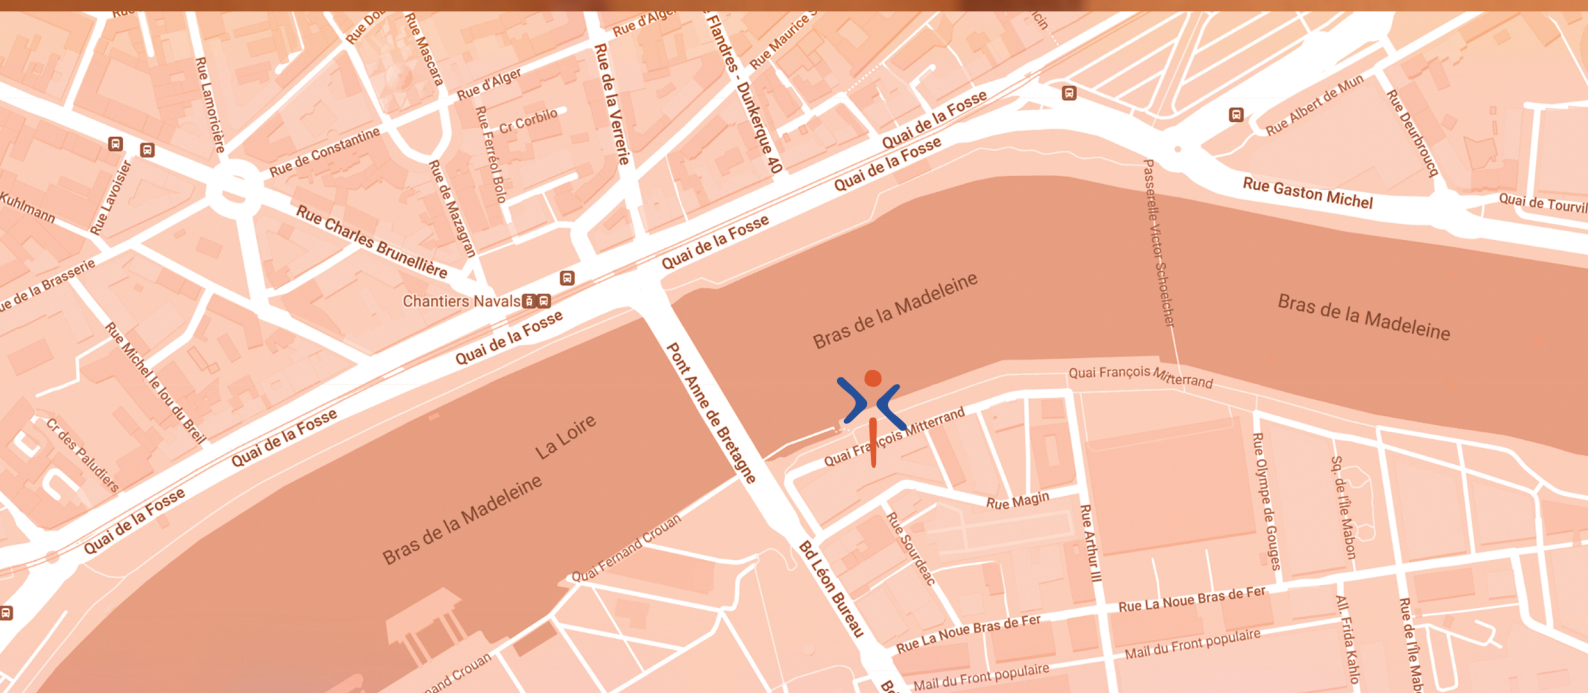 Rue d'Alger
Rue Mascara
Rue Maurice S
Flandres - Dunkerque 40
Rue Lamoricière
Rue de la Verrerie
Rue d'Alger
Cr Corbilo
Rue Ferréol Bolo
Rue de Constantine
Quai de la Fosse
Quai de la Fosse
Rue Albert de Mun
Rue Deurbroucq
Rue Lavoisier
Kuhlmann
Rue de Mazagran
Rue Charles Brunellière
Quai de la Fosse
Passerelle Victor Schoelcher
Rue Gaston Michel
Quai de Tourvil
ue de la Brasserie
Chantiers Navals
Quai de la Fosse
Bras de la Madeleine
Bras de la Madeleine
Rue Michel le lou du Breil
Pont Anne de Bretagne
Quai François Mitterrand
Cr des Paludiers
Quai de la Fosse
La Loire
Quai François Mitterrand
Quai de la Fosse
Bras de la Madeleine
Quai Fernand Crouan
Rue Magin
Rue Sourdeac
Rue Arthur III
Rue Olympe de Gouges
Sq. de l'Île Mabon
Bd Léon Bureau
Rue La Noue Bras de Fer
Rue La Noue Bras de Fer
All. Frida Kahlo
Rue de l'Île Mab
Mail du Front populaire
Mail du Front populaire
nand Crouan
Bd